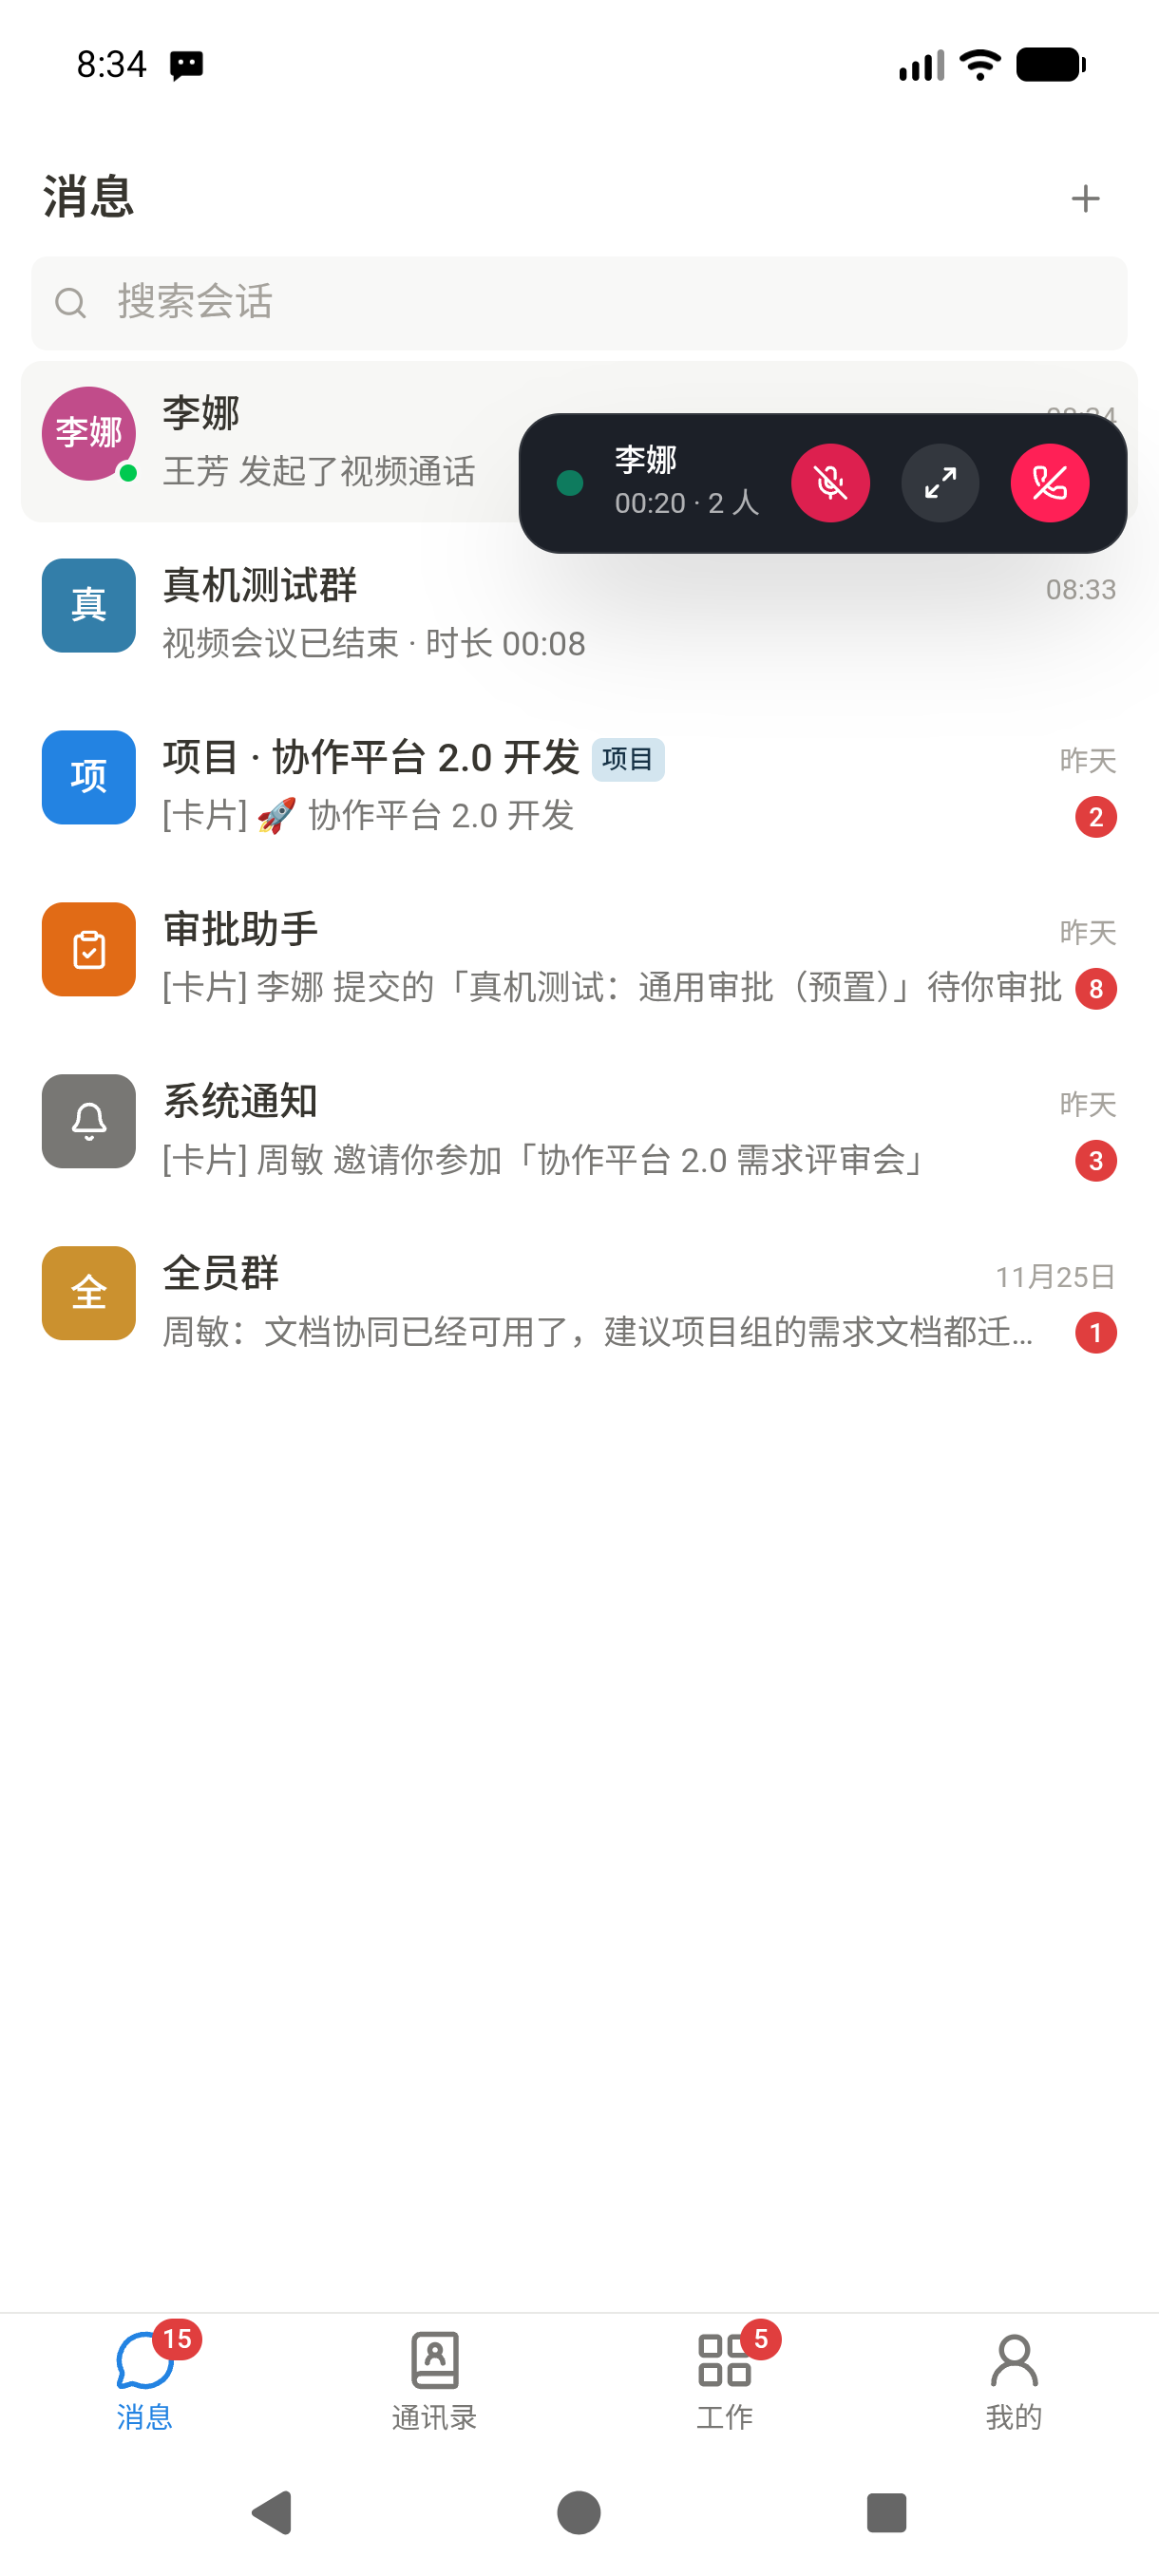 8:34
消息
搜索会话
李娜
李娜
王芳 发起了视频通话
李娜
00:20 · 2 人
真
真机测试群
08:33
视频会议已结束 · 时长 00:08
项
项目 · 协作平台 2.0 开发
项目
昨天
[卡片] 🚀 协作平台 2.0 开发
2
审批助手
昨天
[卡片] 李娜 提交的「真机测试：通用审批（预置）」待你审批
8
系统通知
昨天
[卡片] 周敏 邀请你参加「协作平台 2.0 需求评审会」
3
全
全员群
11月25日
周敏：文档协同已经可用了，建议项目组的需求文档都迁...
1
15
5
消息
通讯录
工作
我的